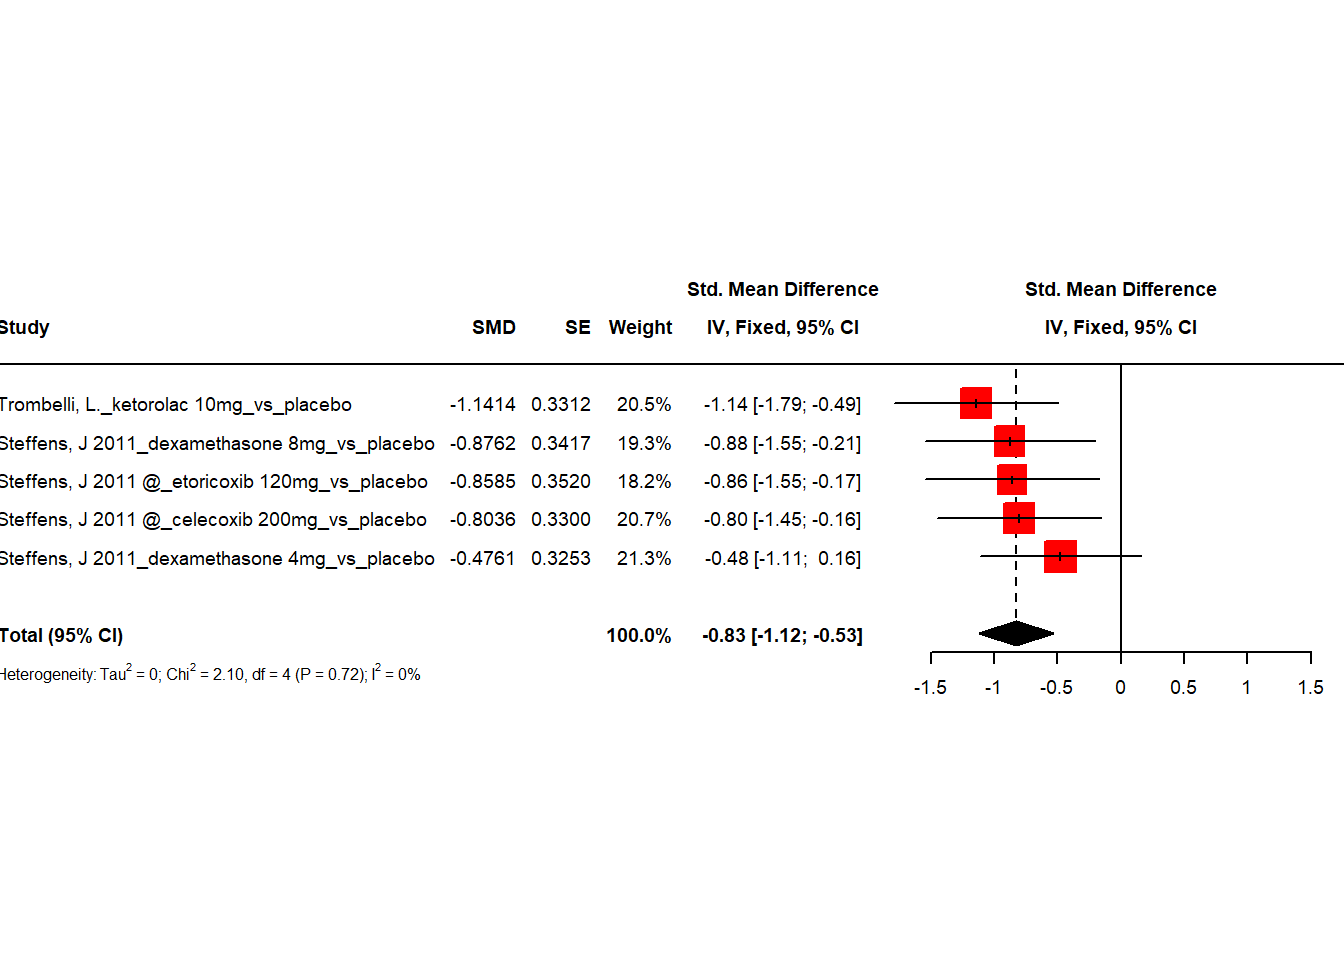 Std. Mean Difference Std. Mean Difference
Study SMD SE Weight IV, Fixed, 95% CI IV, Fixed, 95% CI
Trombelli, L._ketorolac 10mg_vs_placebo -1.1414 0.3312 20.5% -1.14 [-1.79; -0.49]
Steffens, J 2011_dexamethasone 8mg_vs_placebo -0.8762 0.3417 19.3% -0.88 [-1.55; -0.21]
Steffens, J 2011 @_etoricoxib 120mg_vs_placebo -0.8585 0.3520 18.2% -0.86 [-1.55; -0.17]
Steffens, J 2011 @_celecoxib 200mg_vs_placebo -0.8036 0.3300 20.7% -0.80 [-1.45; -0.16]
Steffens, J 2011_dexamethasone 4mg_vs_placebo -0.4761 0.3253 21.3% -0.48 [-1.11; 0.16]
Total (95% CI) 100.0% -0.83 [-1.12; -0.53]
Heterogeneity: Tau² = 0; Chi² = 2.10, df = 4 (P = 0.72); I² = 0%
-1.5 -1 -0.5 0 0.5 1 1.5